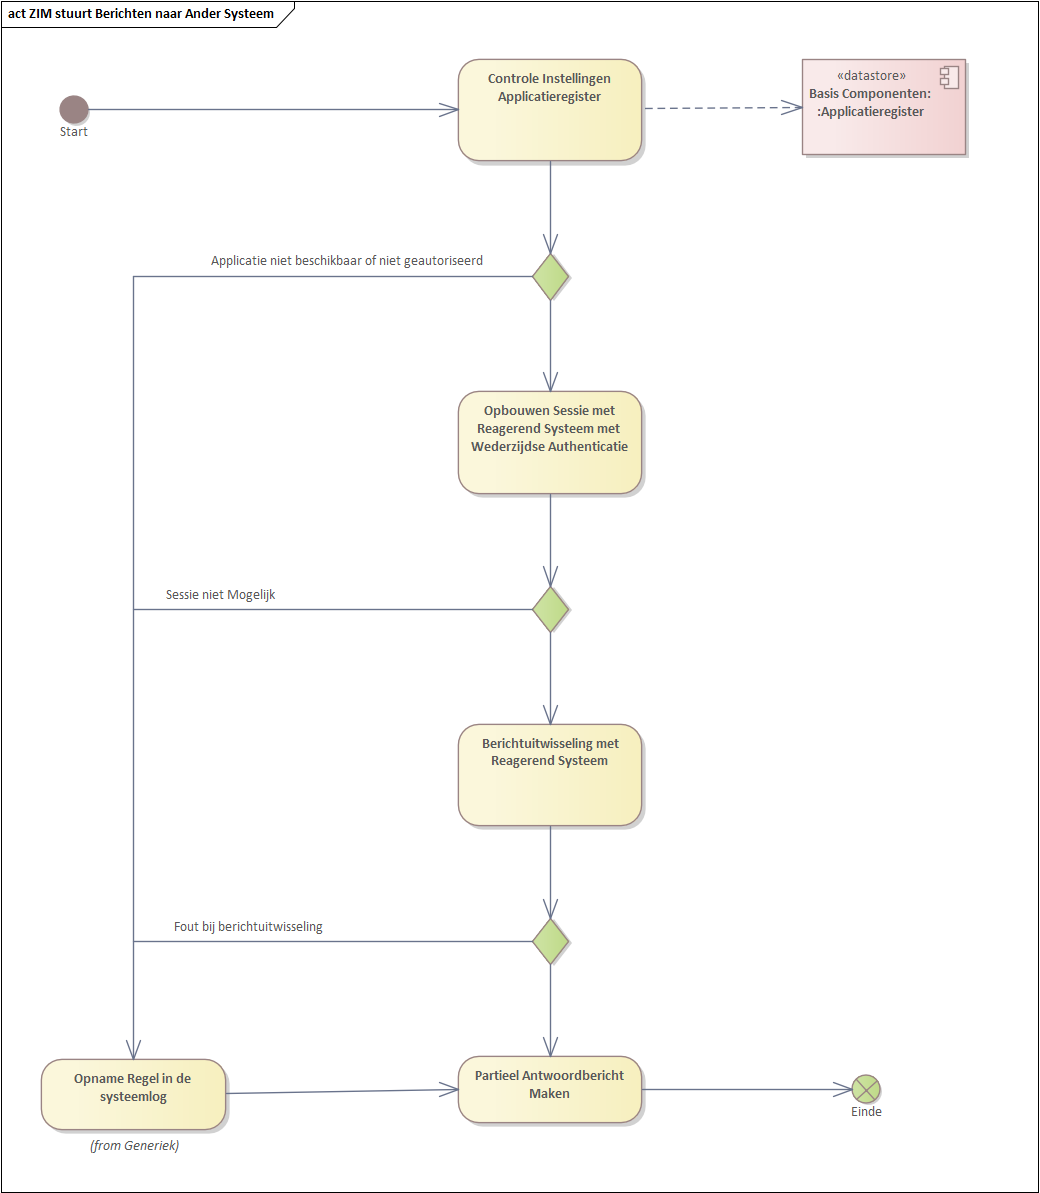 act ZIM stuurt Berichten naar Ander Systeem
Controle Instellingen
Applicatieregister
«datastore»
Basis Componenten:
:Applicatieregister
Start
Applicatie niet beschikbaar of niet geautoriseerd
Opbouwen Sessie met
Reagerend Systeem met
Wederzijdse Authenticatie
Sessie niet Mogelijk
Berichtuitwisseling met
Reagerend Systeem
Fout bij berichtuitwisseling
Opname Regel in de
systeemlog
(from Generiek)
Partieel Antwoordbericht
Maken
Einde